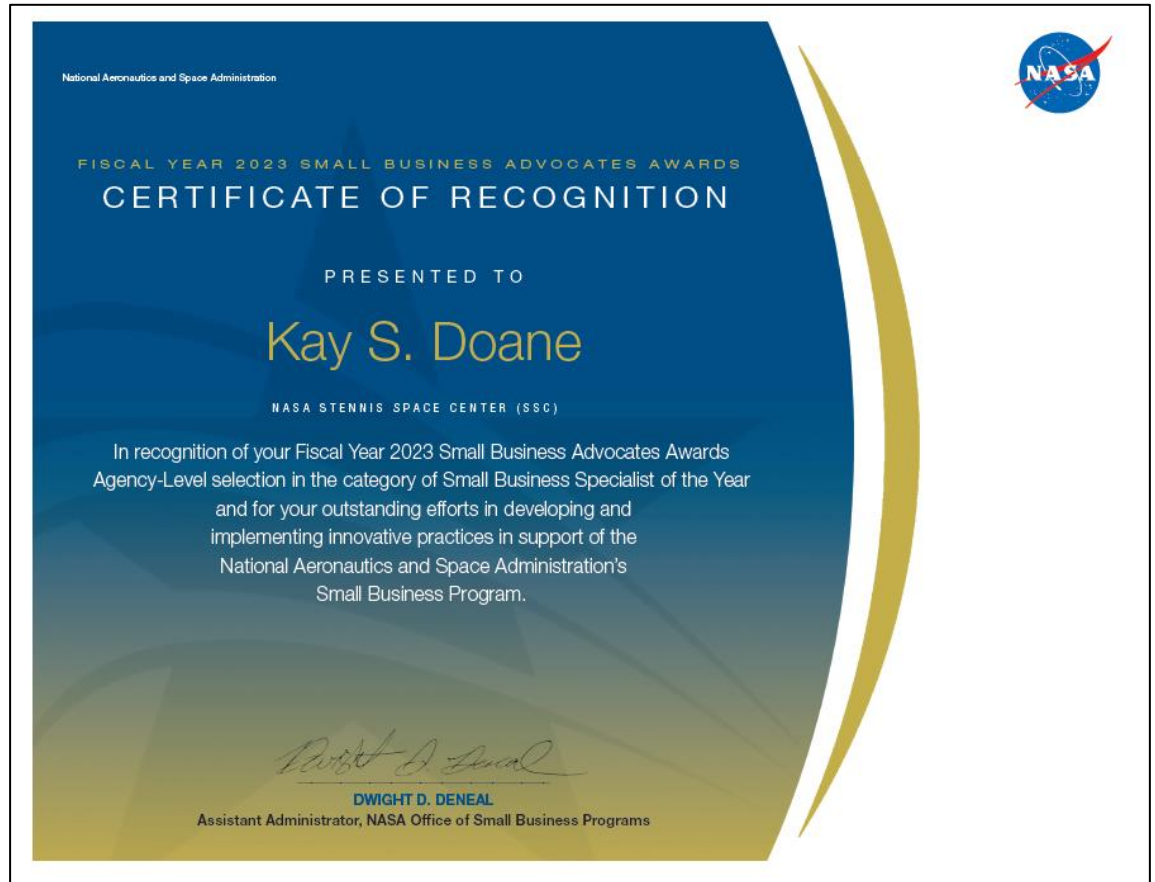 National Aeronautics and Space Administration
NASA
FISCAL YEAR 2023 SMALL BUSINESS ADVOCATES AWARDS
CERTIFICATE OF RECOGNITION
PRESENTED TO
Kay S. Doane
NASA STENNIS SPACE CENTER (SSC)
In recognition of your Fiscal Year 2023 Small Business Advocates Awards
Agency-Level selection in the category of Small Business Specialist of the Year
and for your outstanding efforts in developing and
implementing innovative practices in support of the
National Aeronautics and Space Administration’s
Small Business Program.
Dwight D. Deneal
DWIGHT D. DENEAL
Assistant Administrator, NASA Office of Small Business Programs